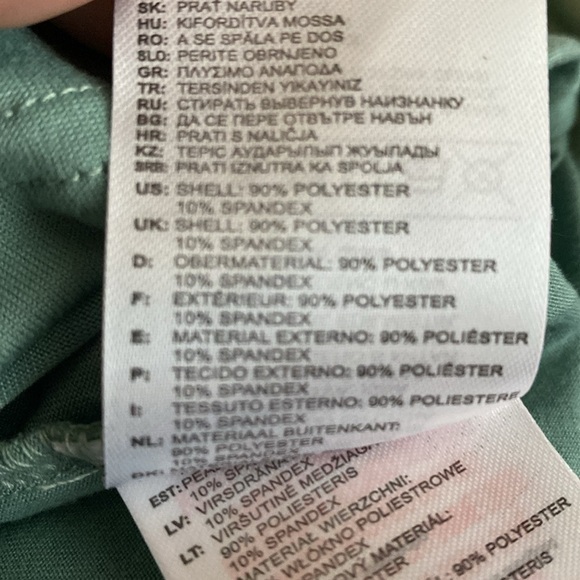 SK: PRAŤ NARUBY
HU: KIFORDÍTVA MOSSA
RO: A SE SPĂLA PE DOS
SLO: PERITE OBRNJENO
GR: ΠΛΥΣΙΜΟ ΑΝΑΠΟΔΑ
TR: TERSİNDEN YIKAYINIZ
RU: СТИРАТЬ ВЫВЕРНУВ НАИЗНАНКУ
BG: ДА СЕ ПЕРЕ ОТВЪТРЕ НАВЪН
HR: PRATI S NALIČJA
KZ: ТЕРІС АУДАРЫЛЫП ЖУЫЛАДЫ
SRB: PRATI IZNUTRA KA SPOLJA
US: SHELL: 90% POLYESTER
10% SPANDEX
UK: SHELL: 90% POLYESTER
10% SPANDEX
D: OBERMATERIAL: 90% POLYESTER
10% SPANDEX
F: EXTÉRIEUR: 90% POLYESTER
10% SPANDEX
E: MATERIAL EXTERNO: 90% POLIÉSTER
10% SPANDEX
P: TECIDO EXTERNO: 90% POLIÉSTER
10% SPANDEX
I: TESSUTO ESTERNO: 90% POLIESTERE
10% SPANDEX
NL: MATERIAAL BUITENKANT:
90% POLYESTER
10% SPANDEX
EST:
10%
LV: VIRSDRĀNA
10% SPANDEX
LT: VIRŠUTINĖ
90% POLIESTERIS
10% SPANDEX
MATERIAŁ WIERZCHNI:
WŁÓKNO POLIESTROWE
MATERIÁL:
POLYESTER